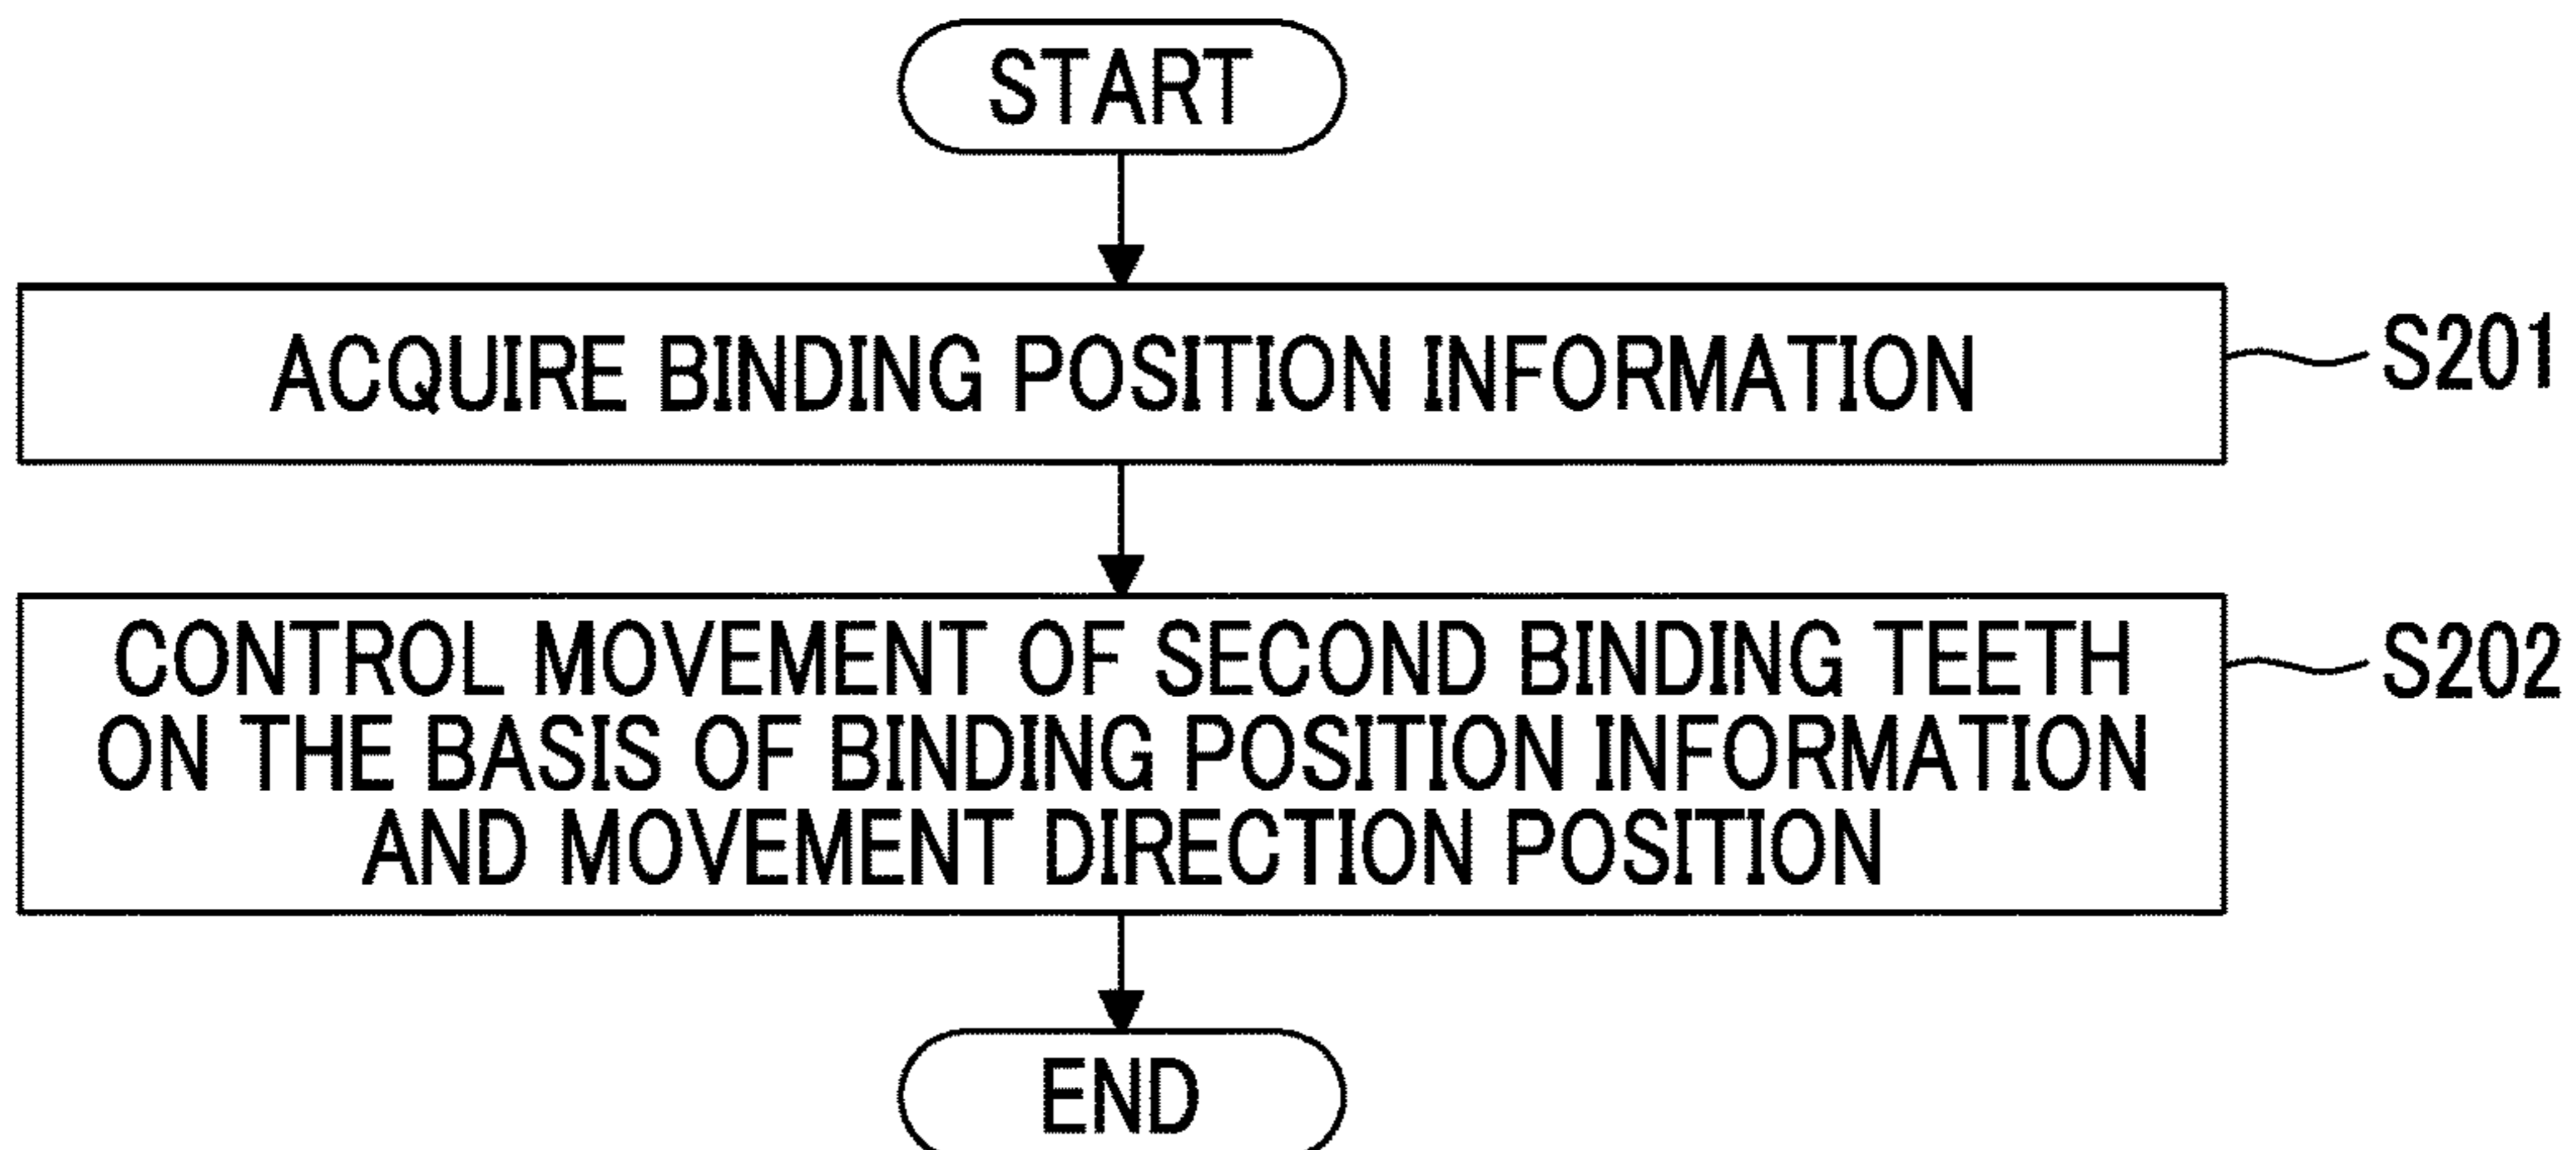 START
ACQUIRE BINDING POSITION INFORMATION
S201
CONTROL MOVEMENT OF SECOND BINDING TEETH
ON THE BASIS OF BINDING POSITION INFORMATION
AND MOVEMENT DIRECTION POSITION
S202
END